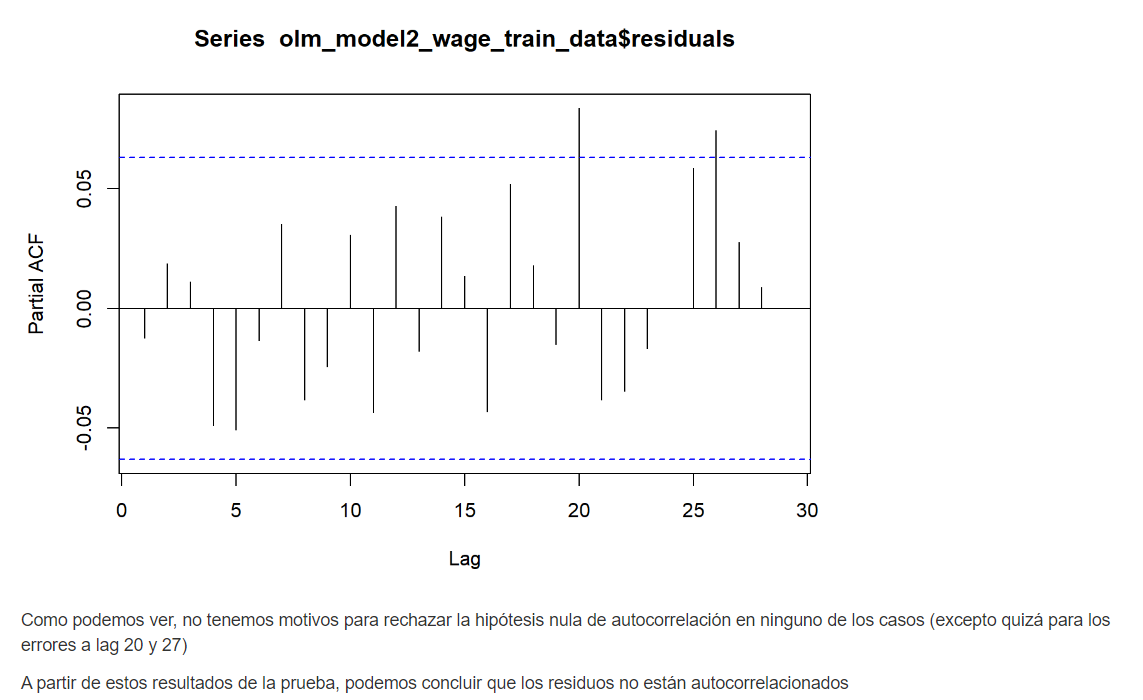 Series olm_model2_wage_train_data$residuals
Partial ACF
0.05
0.00
-0.05
0 5 10 15 20 25 30
Lag
Como podemos ver, no tenemos motivos para rechazar la hipótesis nula de autocorrelación en ninguno de los casos (excepto quizá para los
errores a lag 20 y 27)
A partir de estos resultados de la prueba, podemos concluir que los residuos no están autocorrelacionados